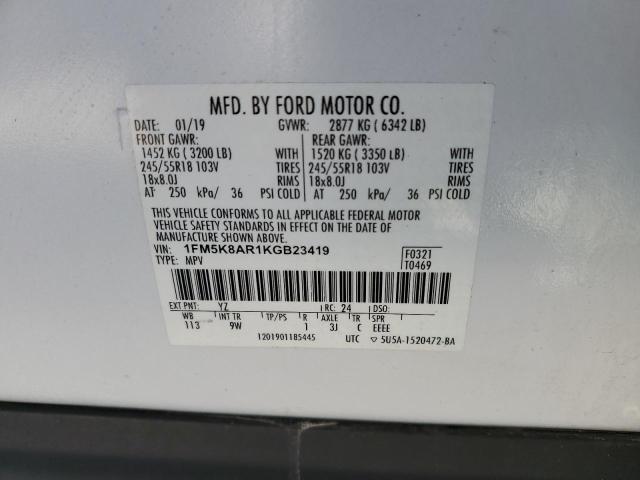 MFD. BY FORD MOTOR CO.
DATE: 01/19 GVWR: 2877 KG ( 6342 LB)
FRONT GAWR: REAR GAWR:
1452 KG ( 3200 LB) WITH 1520 KG ( 3350 LB) WITH
245/55R18 103V TIRES 245/55R18 103V TIRES
18x8.0J RIMS 18x8.0J RIMS
AT 250 kPa/ 36 PSI COLD AT 250 kPa/ 36 PSI COLD
THIS VEHICLE CONFORMS TO ALL APPLICABLE FEDERAL MOTOR
VEHICLE SAFETY STANDARDS IN EFFECT ON THE DATE OF
MANUFACTURE SHOWN ABOVE.
VIN: 1FM5K8AR1KGB23419 F0321
TYPE: MPV T0469
EXT PNT: YZ RC: 24 DSO:
WB INT TR TP/PS R AXLE TR SPR
113 9W 1 3J C EEEE
1201901185445 UTC ▽ 5U5A-1520472-BA